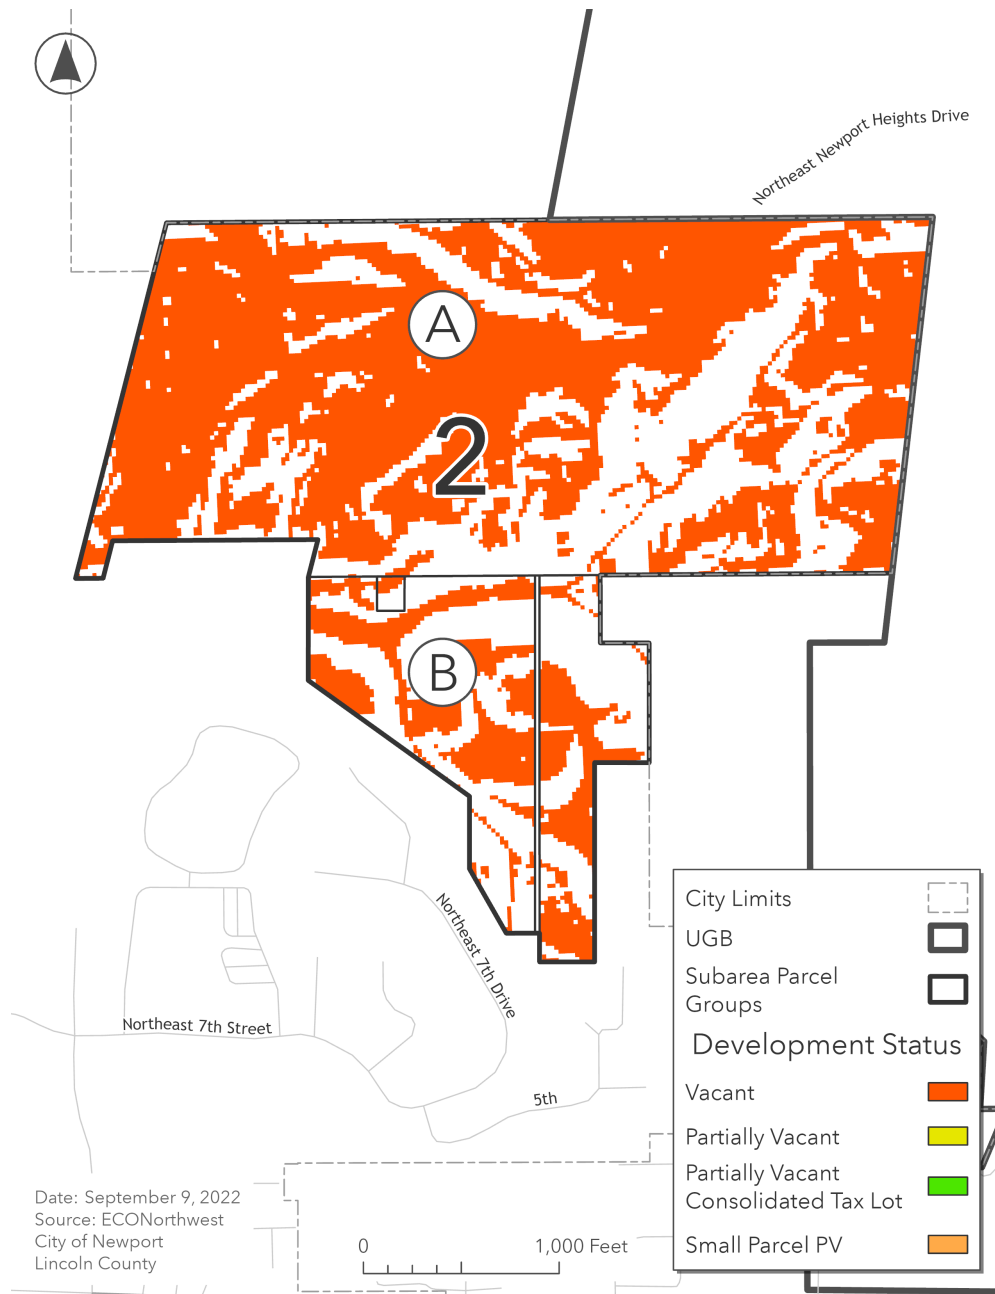 Northeast Newport Heights Drive
A
2
B
Northeast 7th Drive
Northeast 7th Street
5th
City Limits
UGB
Subarea Parcel
Groups
Development Status
Vacant
Partially Vacant
Partially Vacant
Consolidated Tax Lot
Small Parcel PV
Date: September 9, 2022
Source: ECONorthwest
City of Newport
Lincoln County
0 1,000 Feet